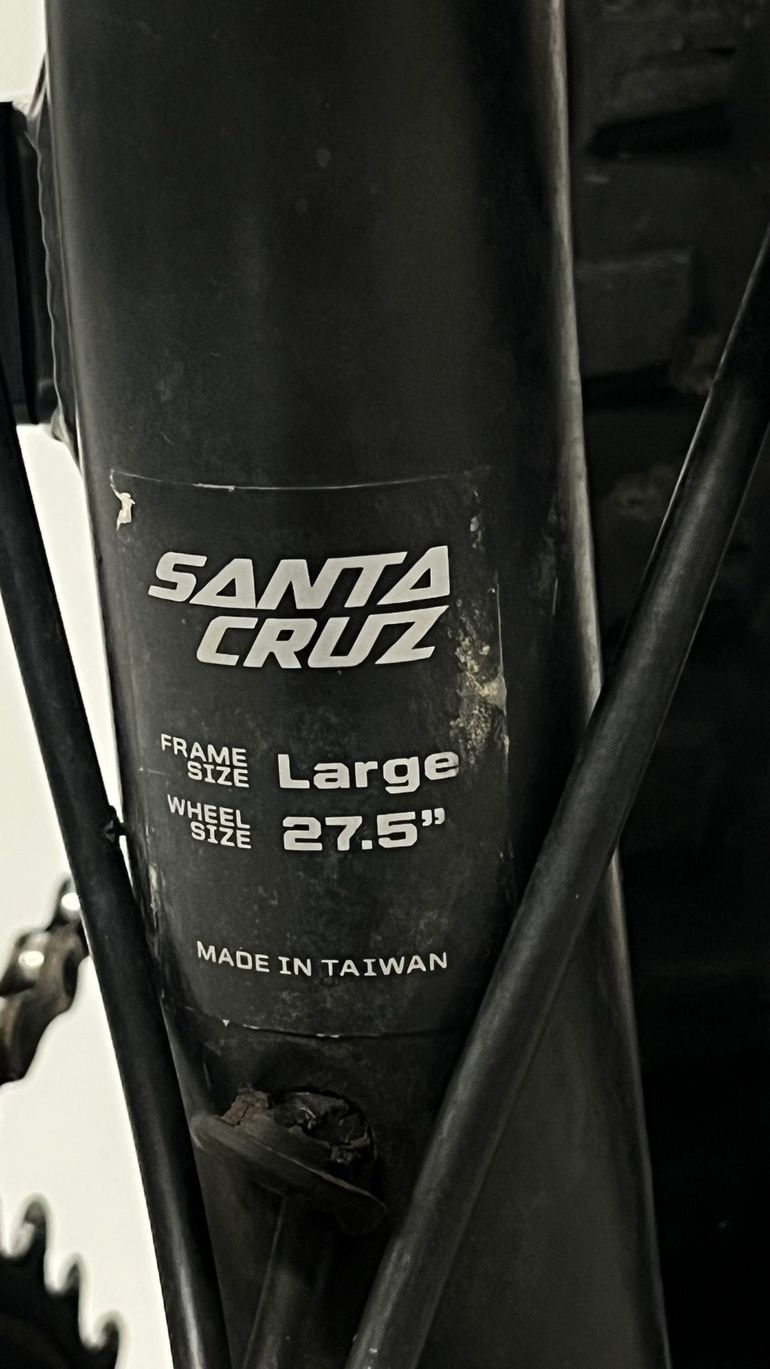 SANTA
CRUZ
FRAME SIZE Large
WHEEL SIZE 27.5”
MADE IN TAIWAN